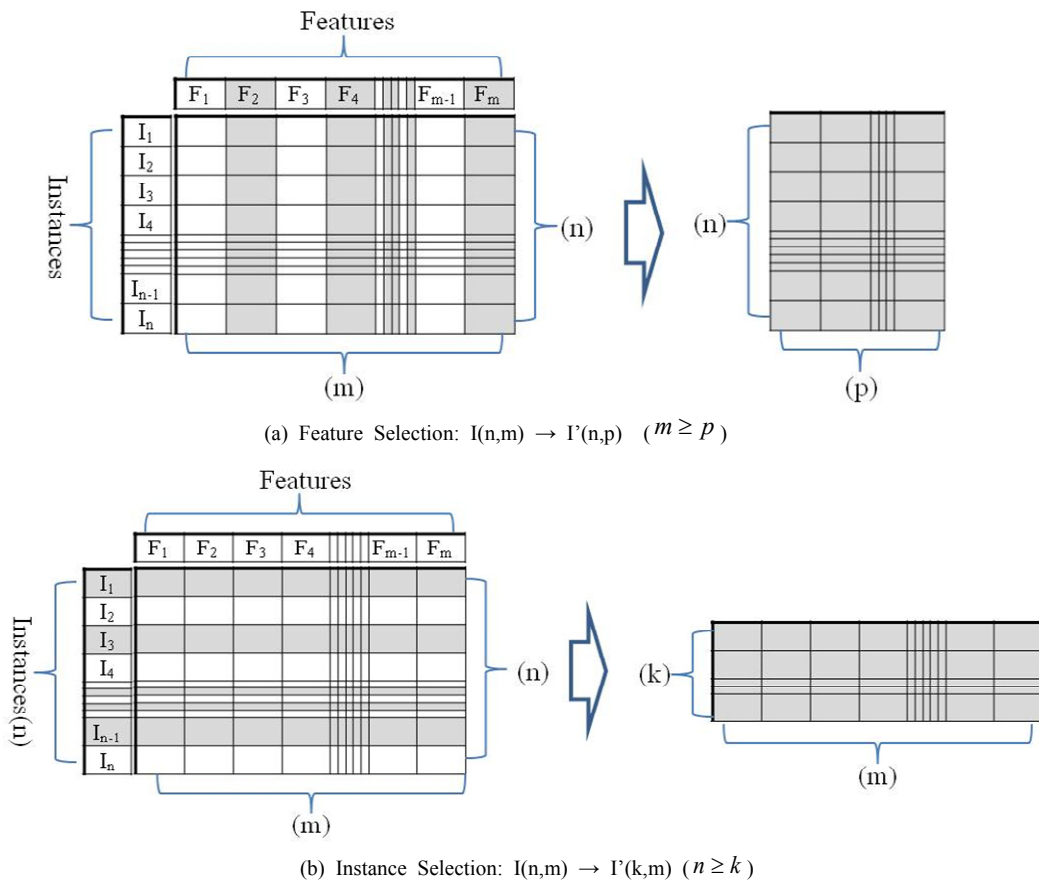 Features
F₁ F₂ F₃ F₄ Fₘ₋₁ Fₘ
Instances
I₁
I₂
I₃
I₄
Iₙ₋₁
Iₙ
(n)
(m)
(n)
(p)
(a) Feature Selection: I(n,m) → I’(n,p) (m ≥ p)
Features
F₁ F₂ F₃ F₄ Fₘ₋₁ Fₘ
Instances(n)
I₁
I₂
I₃
I₄
Iₙ₋₁
Iₙ
(n)
(m)
(k)
(m)
(b) Instance Selection: I(n,m) → I’(k,m) (n ≥ k)